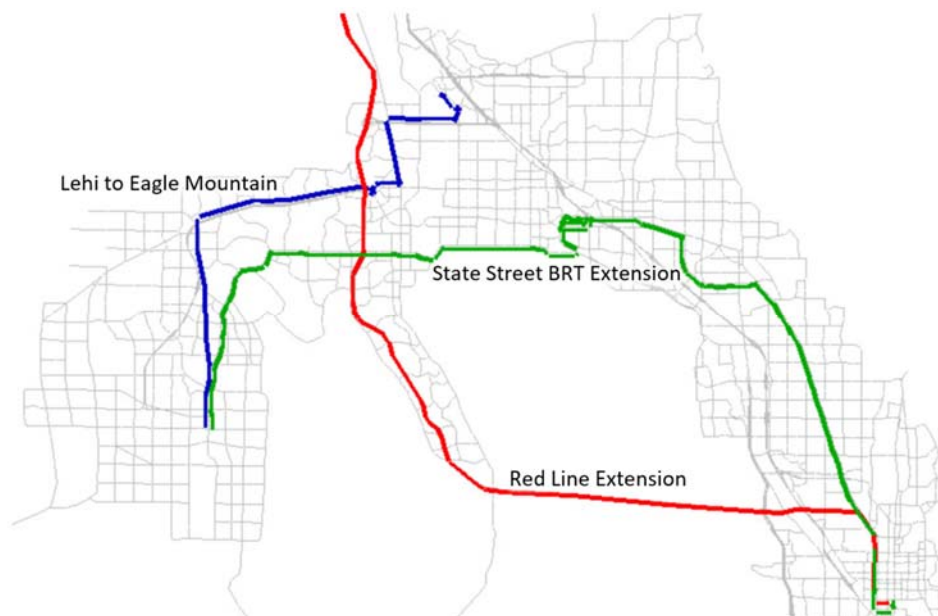 Lehi to Eagle Mountain
State Street BRT Extension
Red Line Extension